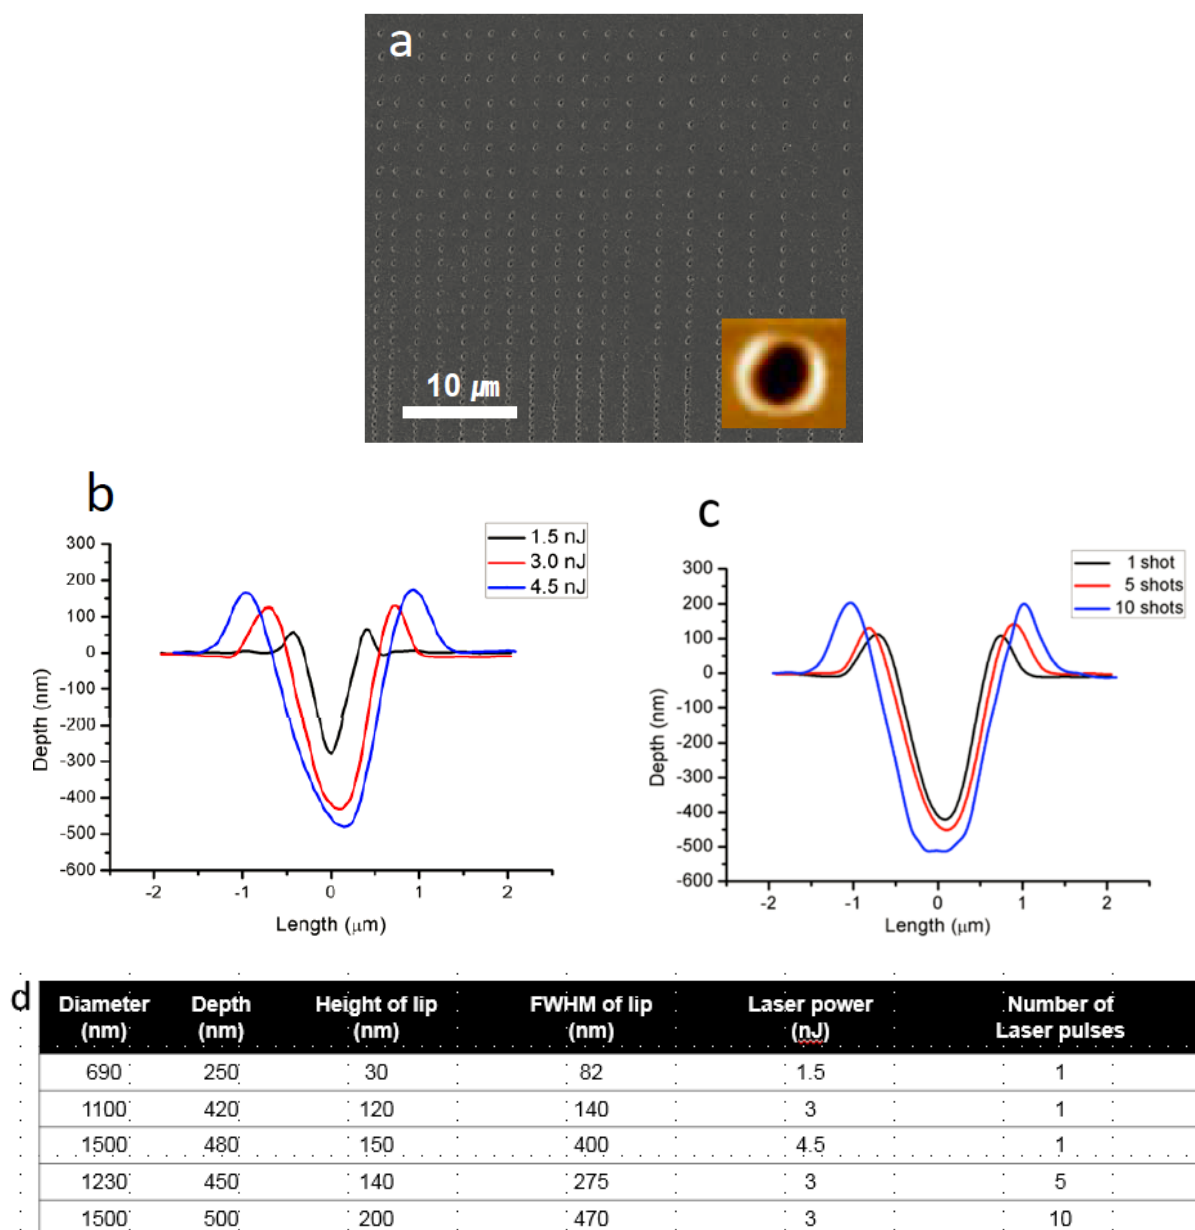 a
10 ㎛
b
1.5 nJ
3.0 nJ
4.5 nJ
300
200
100
0
-100
-200
-300
-400
-500
-600
Depth (nm)
-2 -1 0 1 2
Length (μm)
c
1 shot
5 shots
10 shots
300
200
100
0
-100
-200
-300
-400
-500
-600
Depth (nm)
-2 -1 0 1 2
Length (μm)
d
Diameter (nm) Depth (nm) Height of lip (nm) FWHM of lip (nm) Laser power (nJ) Number of Laser pulses
690 250 30 82 1.5 1
1100 420 120 140 3 1
1500 480 150 400 4.5 1
1230 450 140 275 3 5
1500 500 200 470 3 10